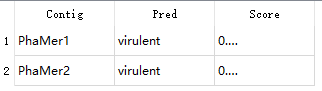 Contig Pred Score
1 PhaMer1 virulent 0....
2 PhaMer2 virulent 0....